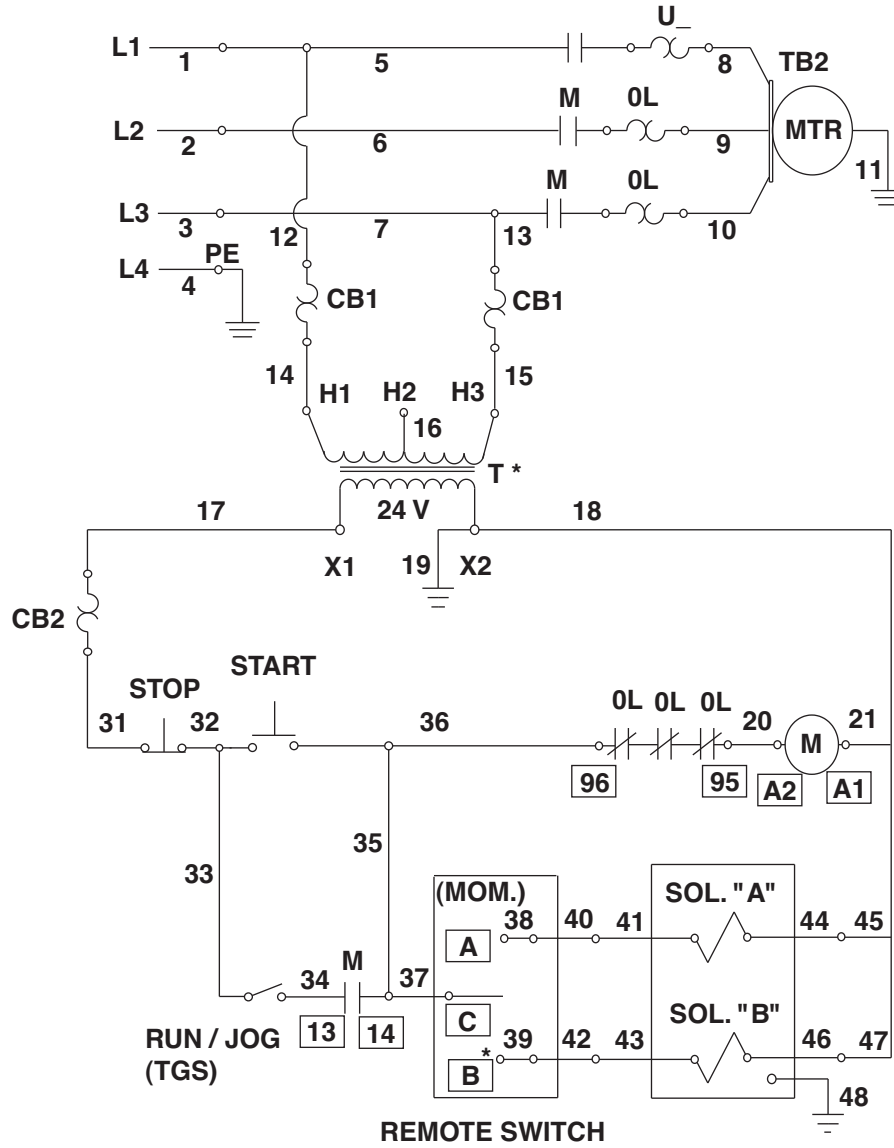 U_
L1 1 5 8 TB2
M 0L
L2 2 6 9 MTR
M 0L 11
L3 3 12 7 13 10
L4 4 PE
CB1 CB1
14 H1 H2 H3 15
16
T *
17 24 V 18
X1 19 X2
CB2
START
STOP
31 32 36 0L 0L 0L 20 21
M
96 95 A2 A1
33 35
(MOM.) SOL. "A"
A 38 40 41 44 45
34 M 37
C
13 14
RUN / JOG
(TGS)
SOL. "B"
* 39 42 43 46 47
B
48
REMOTE SWITCH